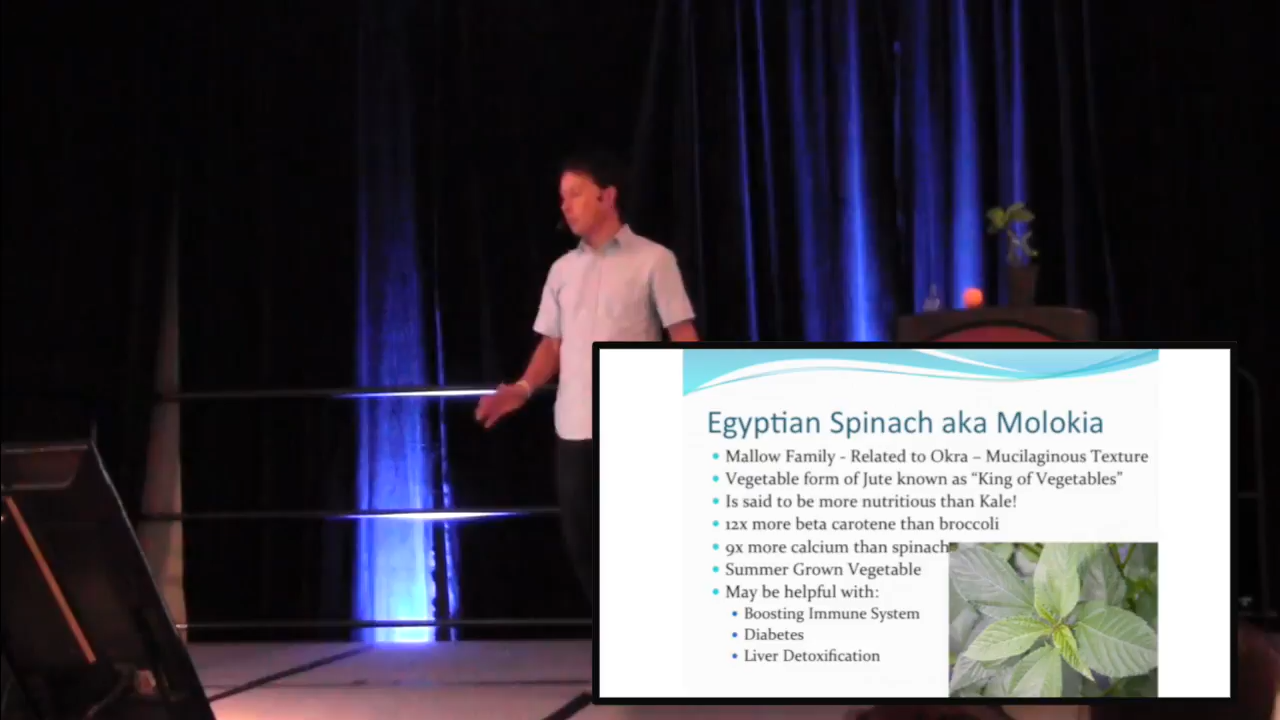 Egyptian Spinach aka Molokia
• Mallow Family - Related to Okra – Mucilaginous Texture
• Vegetable form of Jute known as “King of Vegetables”
• Is said to be more nutritious than Kale!
• 12x more beta carotene than broccoli
• 9x more calcium than spinach
• Summer Grown Vegetable
• May be helpful with:
• Boosting Immune System
• Diabetes
• Liver Detoxification